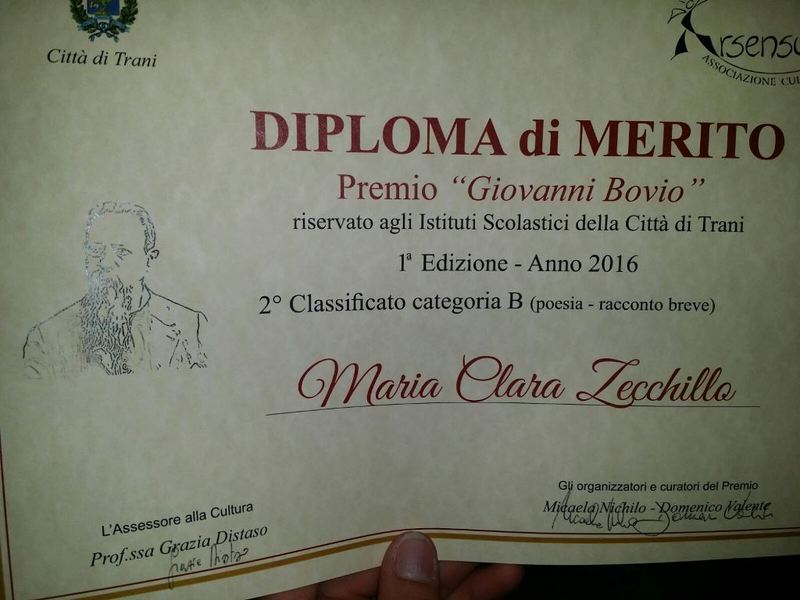 Città di Trani
Arsensu
ASSOCIAZIONE CUL
DIPLOMA di MERITO
Premio "Giovanni Bovio"
riservato agli Istituti Scolastici della Città di Trani
1ª Edizione - Anno 2016
2° Classificato categoria B (poesia - racconto breve)
Maria Clara Zecchillo
L'Assessore alla Cultura
Prof.ssa Grazia Distaso
Gli organizzatori e curatori del Premio
Micaela Nichilo - Domenico Valente